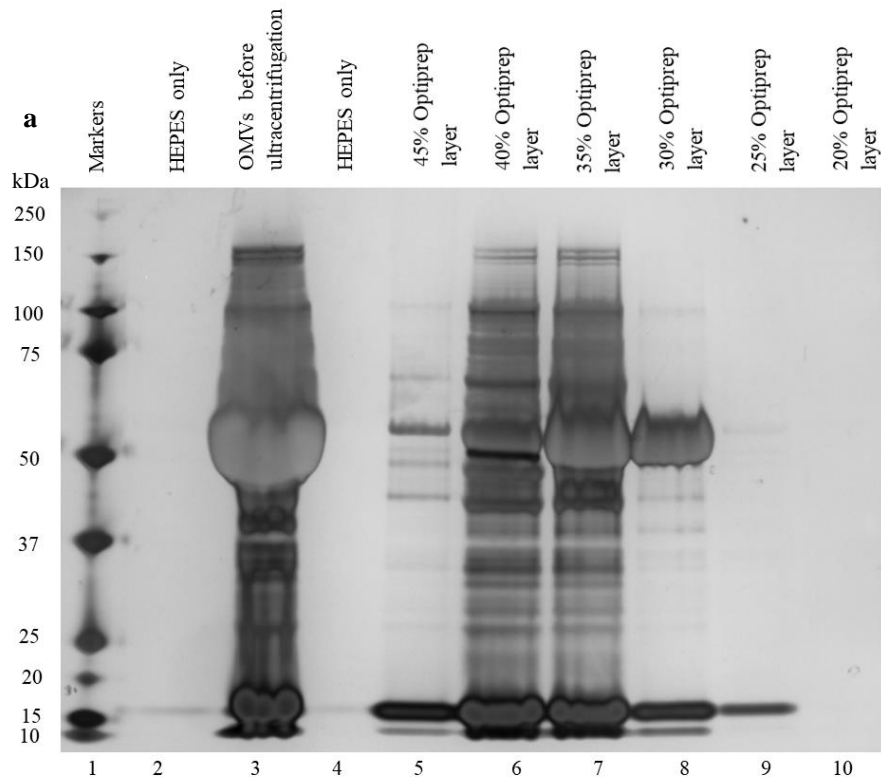 a
kDa
Markers
HEPES only
OMVs before
ultracentrifugation
HEPES only
45% Optiprep
layer
40% Optiprep
layer
35% Optiprep
layer
30% Optiprep
layer
25% Optiprep
layer
20% Optiprep
layer
250
150
100
75
50
37
25
20
15
10
1 2 3 4 5 6 7 8 9 10